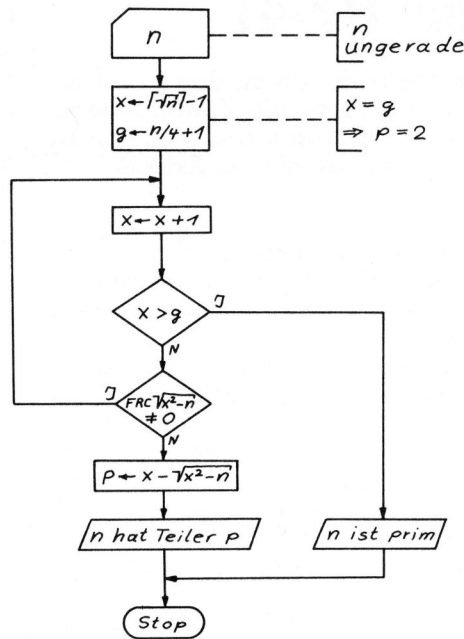 n
n
ungerade
x ← ⌈√n⌉ - 1
g ← n/4 + 1
x = g
⇒ p = 2
x ← x + 1
x > g
J
N
FRC √x² - n
≠ 0
J
N
p ← x - √x² - n
n hat Teiler p
n ist prim
Stop